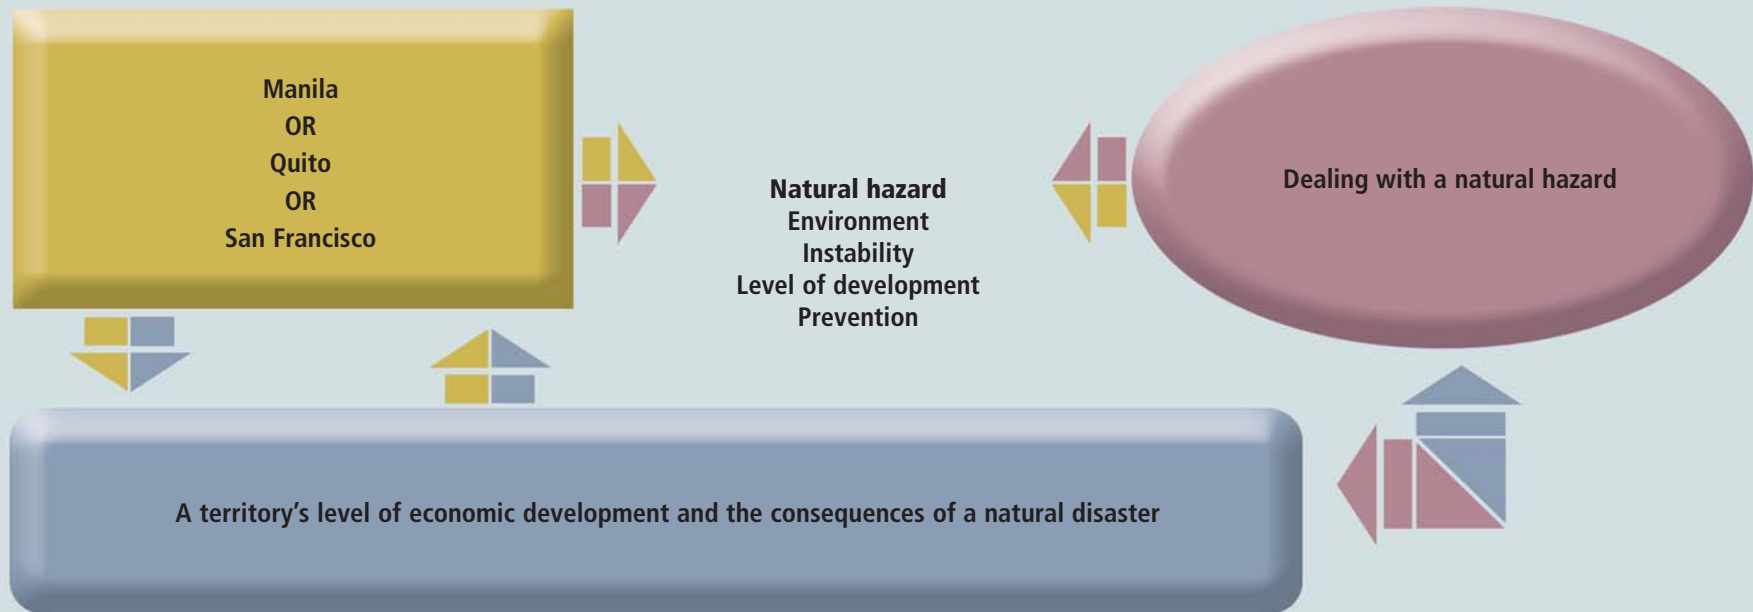 Manila
OR
Quito
OR
San Francisco
Natural hazard
Environment
Instability
Level of development
Prevention
Dealing with a natural hazard
A territory’s level of economic development and the consequences of a natural disaster